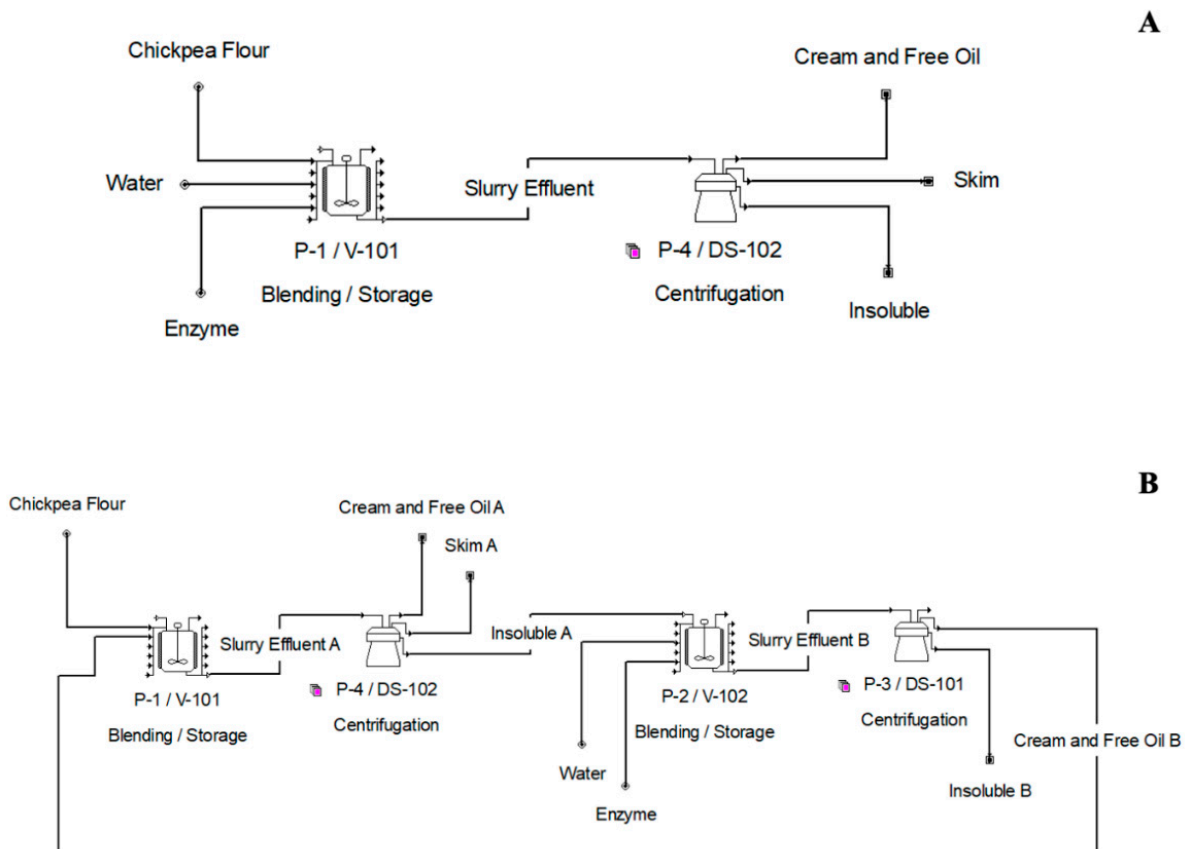 A
Chickpea Flour
Cream and Free Oil
Water
Slurry Effluent
Skim
P-1 / V-101
P-4 / DS-102
Blending / Storage
Centrifugation
Insoluble
Enzyme
B
Chickpea Flour
Cream and Free Oil A
Skim A
Slurry Effluent A
Insoluble A
Slurry Effluent B
P-1 / V-101
P-4 / DS-102
P-2 / V-102
P-3 / DS-101
Blending / Storage
Centrifugation
Blending / Storage
Centrifugation
Cream and Free Oil B
Water
Insoluble B
Enzyme